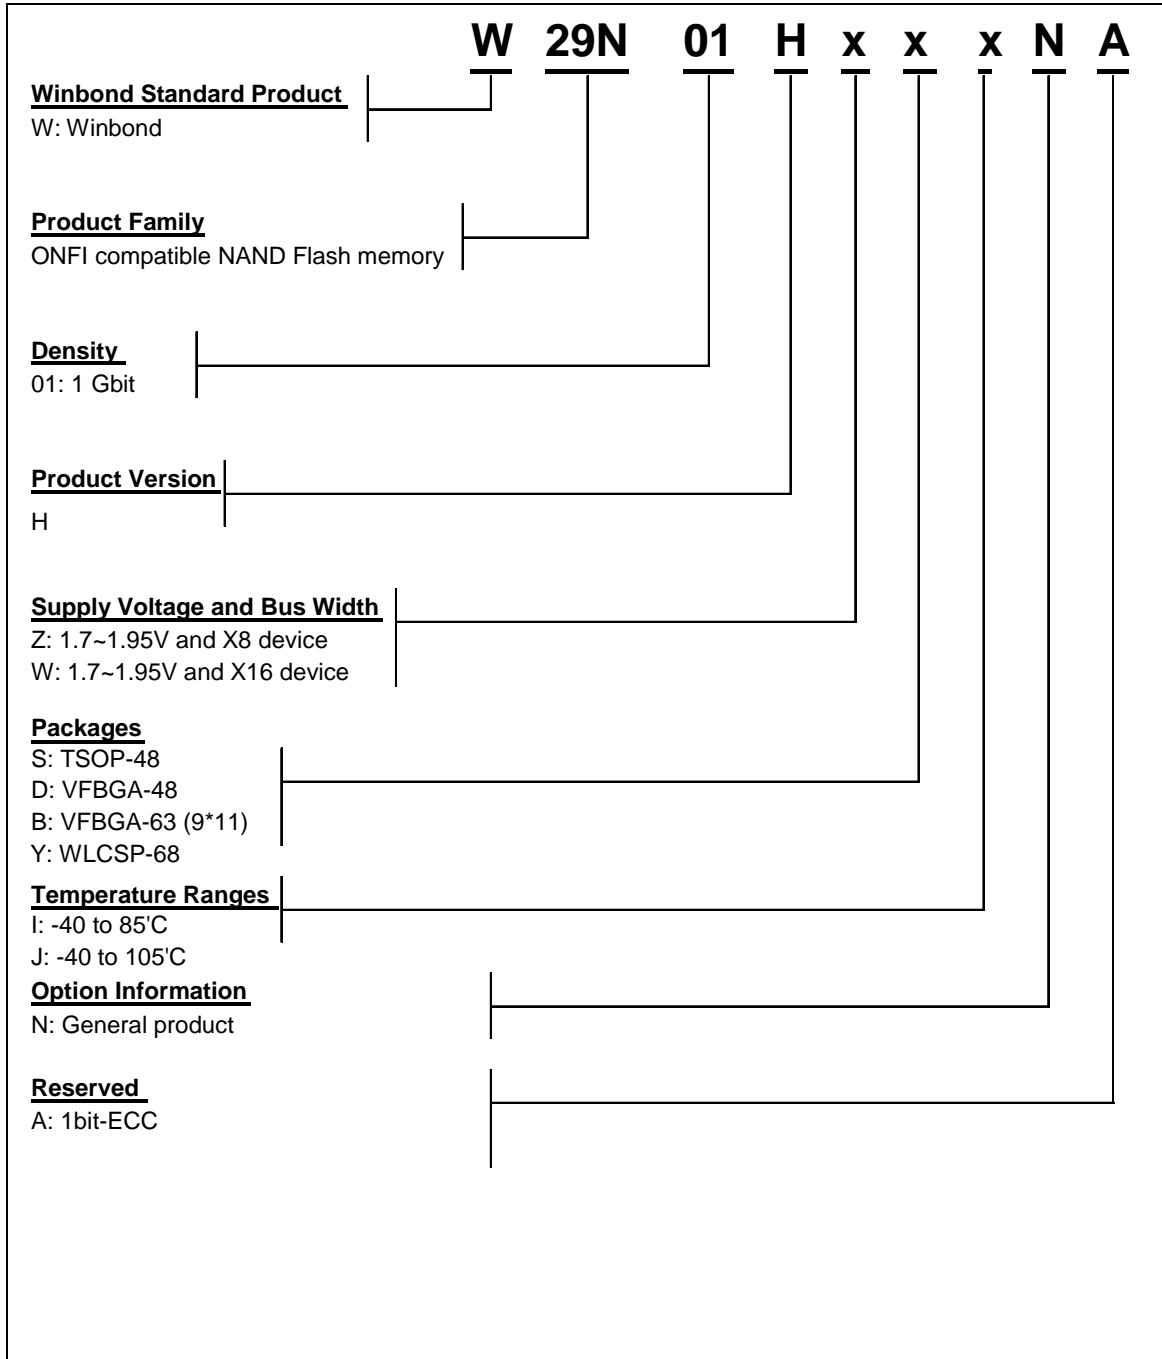 W 29N 01 H x x x N A
Winbond Standard Product
W: Winbond
Product Family
ONFI compatible NAND Flash memory
Density
01: 1 Gbit
Product Version
H
Supply Voltage and Bus Width
Z: 1.7~1.95V and X8 device
W: 1.7~1.95V and X16 device
Packages
S: TSOP-48
D: VFBGA-48
B: VFBGA-63 (9*11)
Y: WLCSP-68
Temperature Ranges
I: -40 to 85'C
J: -40 to 105'C
Option Information
N: General product
Reserved
A: 1bit-ECC